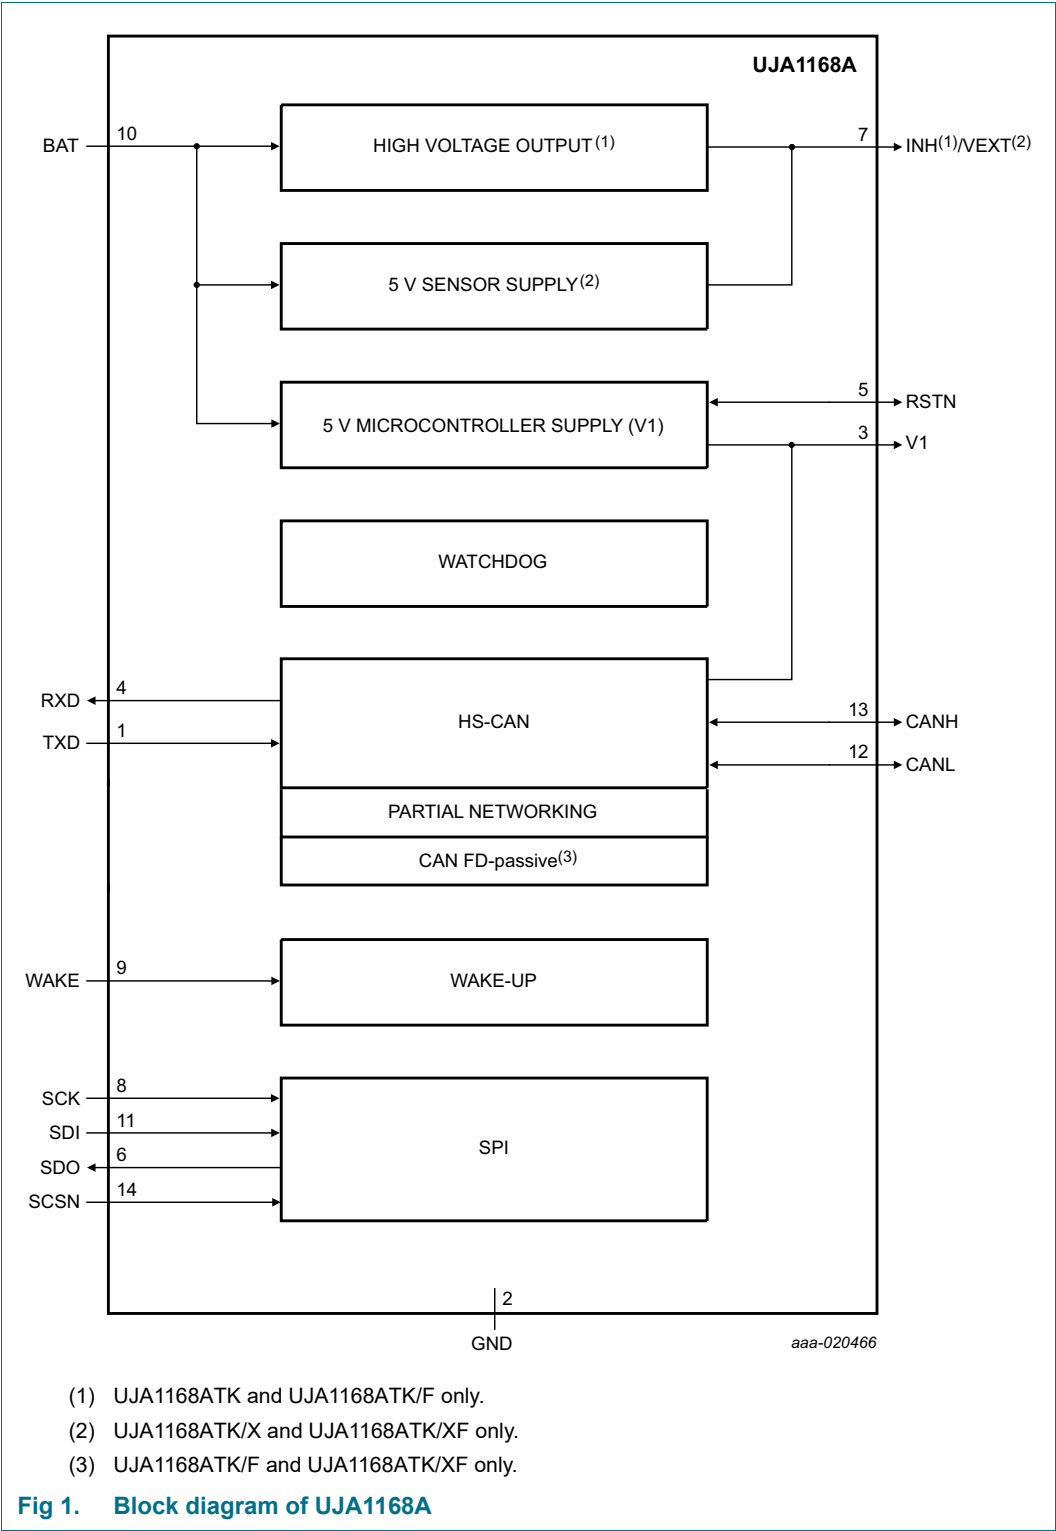 UJA1168A
BAT
10
HIGH VOLTAGE OUTPUT(1)
7
INH(1)/VEXT(2)
5 V SENSOR SUPPLY(2)
5 V MICROCONTROLLER SUPPLY (V1)
5
RSTN
3
V1
WATCHDOG
RXD
4
TXD
1
HS-CAN
13
CANH
12
CANL
PARTIAL NETWORKING
CAN FD-passive(3)
WAKE
9
WAKE-UP
SCK
8
SDI
11
SDO
6
SCSN
14
SPI
2
GND
aaa-020466
(1) UJA1168ATK and UJA1168ATK/F only.
(2) UJA1168ATK/X and UJA1168ATK/XF only.
(3) UJA1168ATK/F and UJA1168ATK/XF only.
Fig 1. Block diagram of UJA1168A